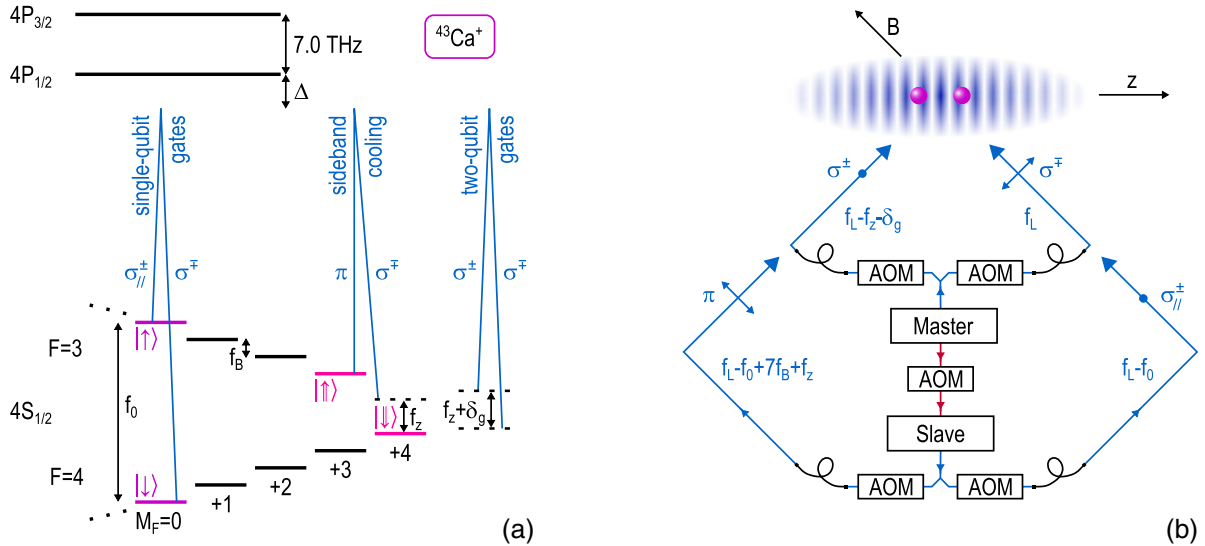 4P3/2
7.0 THz
43Ca+
4P1/2
Δ
single-qubit
gates
sideband
cooling
two-qubit
gates
σ±//
σ∓
π
σ∓
σ±
σ∓
F=3
|↑⟩
fB
|⇑⟩
f0
4S1/2
|⇓⟩
fz
fz+δg
F=4
|↓⟩
MF=0
+1
+2
+3
+4
(a)
B
z
σ±
σ∓
fL-fz-δg
fL
AOM
AOM
π
σ±//
Master
fL-f0+7fB+fz
AOM
fL-f0
Slave
AOM
AOM
(b)